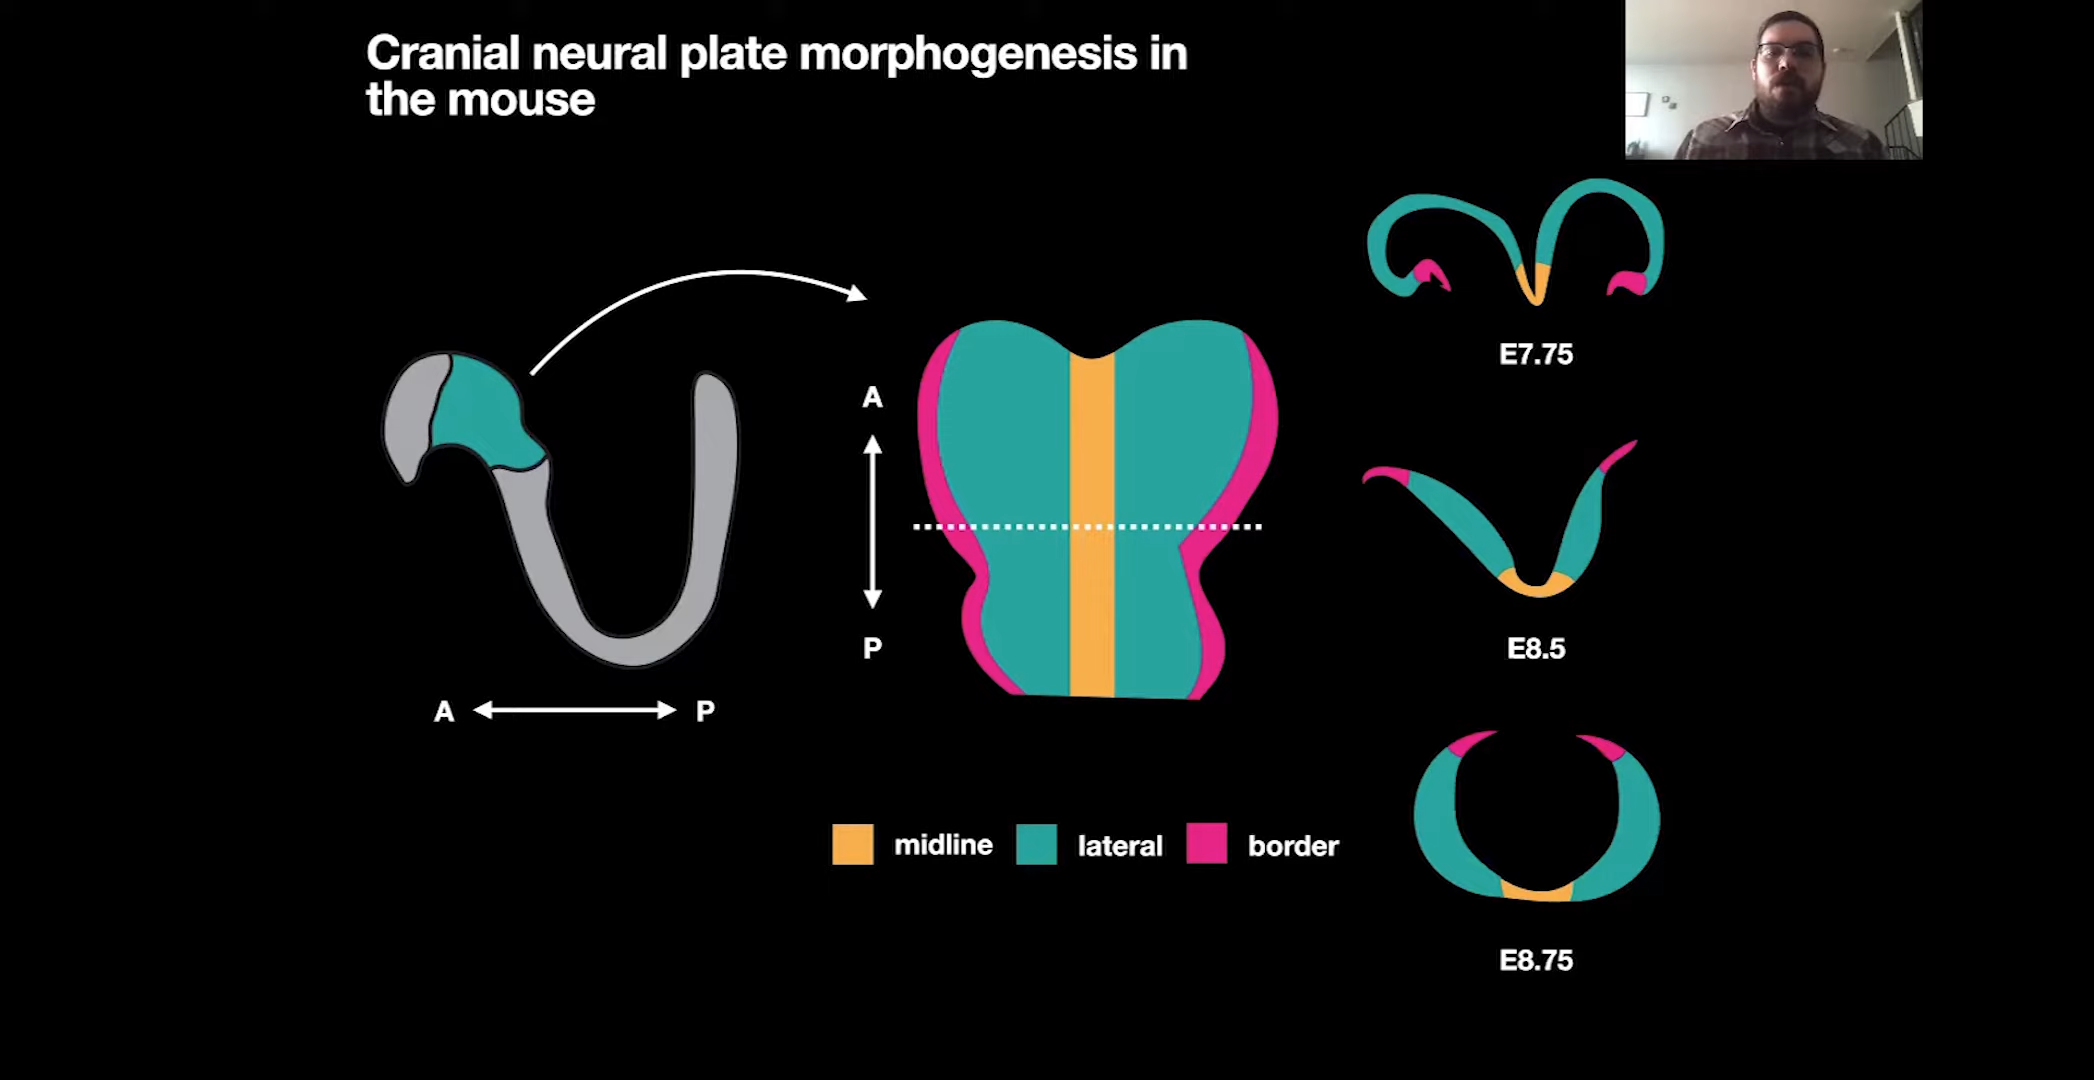 Cranial neural plate morphogenesis in
the mouse
E7.75
A
P
E8.5
A
P
midline
lateral
border
E8.75